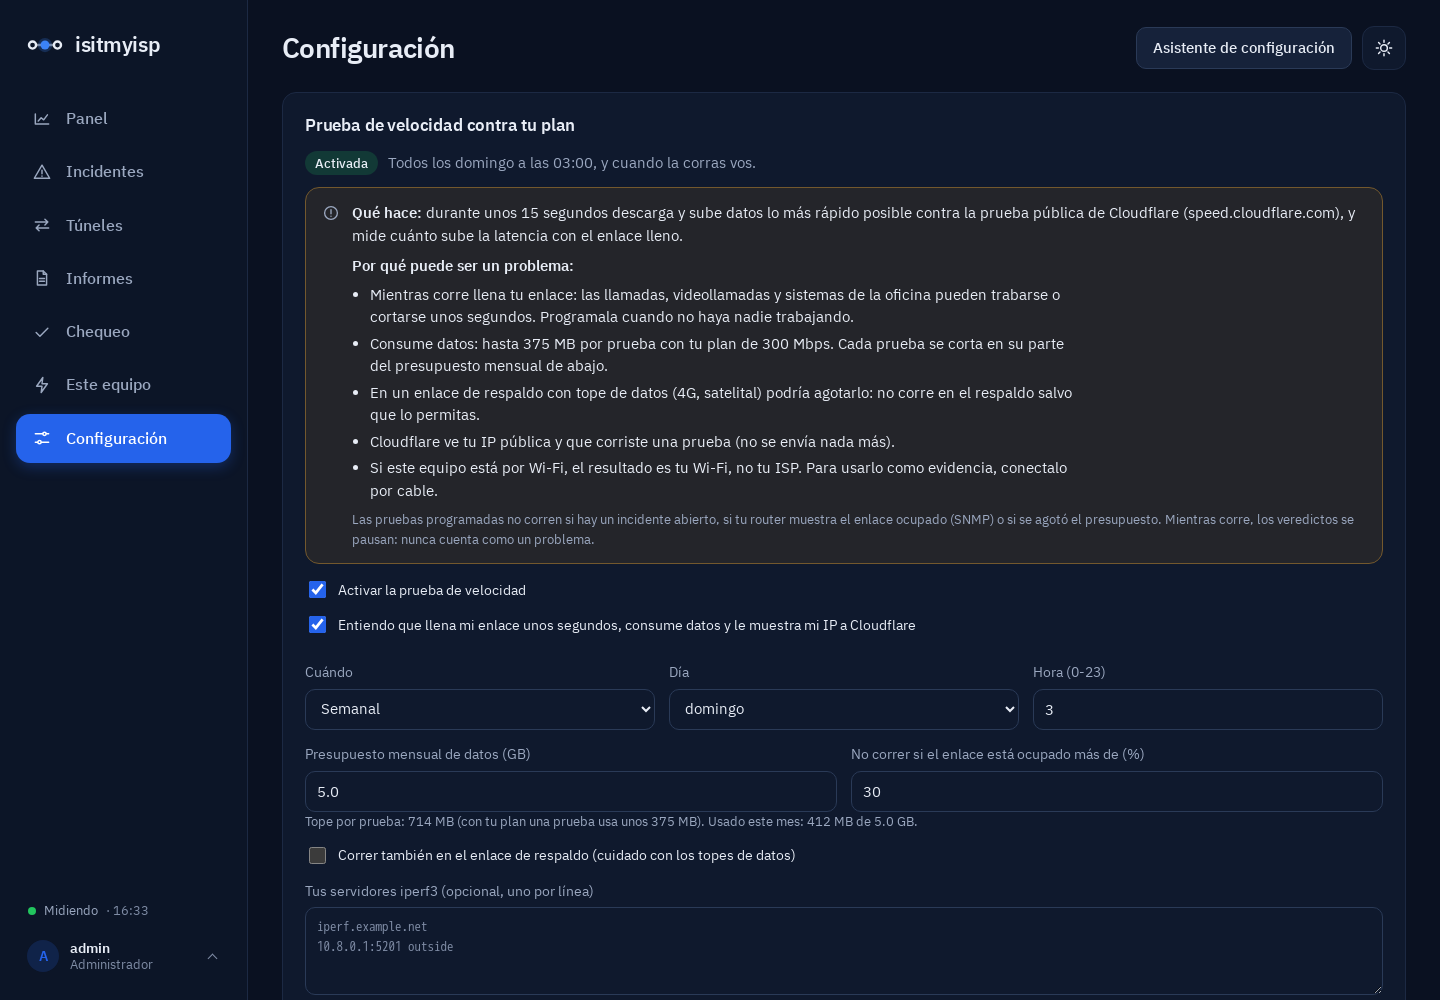 isitmyisp
Panel
Incidentes
Túneles
Informes
Chequeo
Este equipo
Configuración
Midiendo · 16:33
A
admin
Administrador
Configuración
Asistente de configuración
Prueba de velocidad contra tu plan
Activada Todos los domingo a las 03:00, y cuando la corras vos.
Qué hace: durante unos 15 segundos descarga y sube datos lo más rápido posible contra la prueba pública de Cloudflare (speed.cloudflare.com), y
mide cuánto sube la latencia con el enlace lleno.
Por qué puede ser un problema:
• Mientras corre llena tu enlace: las llamadas, videollamadas y sistemas de la oficina pueden trabarse o
cortarse unos segundos. Programala cuando no haya nadie trabajando.
• Consume datos: hasta 375 MB por prueba con tu plan de 300 Mbps. Cada prueba se corta en su parte
del presupuesto mensual de abajo.
• En un enlace de respaldo con tope de datos (4G, satelital) podría agotarlo: no corre en el respaldo salvo
que lo permitas.
• Cloudflare ve tu IP pública y que corriste una prueba (no se envía nada más).
• Si este equipo está por Wi-Fi, el resultado es tu Wi-Fi, no tu ISP. Para usarlo como evidencia, conectalo
por cable.
Las pruebas programadas no corren si hay un incidente abierto, si tu router muestra el enlace ocupado (SNMP) o si se agotó el presupuesto. Mientras corre, los veredictos se
pausan: nunca cuenta como un problema.
Activar la prueba de velocidad
Entiendo que llena mi enlace unos segundos, consume datos y le muestra mi IP a Cloudflare
Cuándo Día Hora (0-23)
Semanal domingo 3
Presupuesto mensual de datos (GB) No correr si el enlace está ocupado más de (%)
5.0 30
Tope por prueba: 714 MB (con tu plan una prueba usa unos 375 MB). Usado este mes: 412 MB de 5.0 GB.
Correr también en el enlace de respaldo (cuidado con los topes de datos)
Tus servidores iperf3 (opcional, uno por línea)
iperf.example.net
10.8.0.1:5201 outside